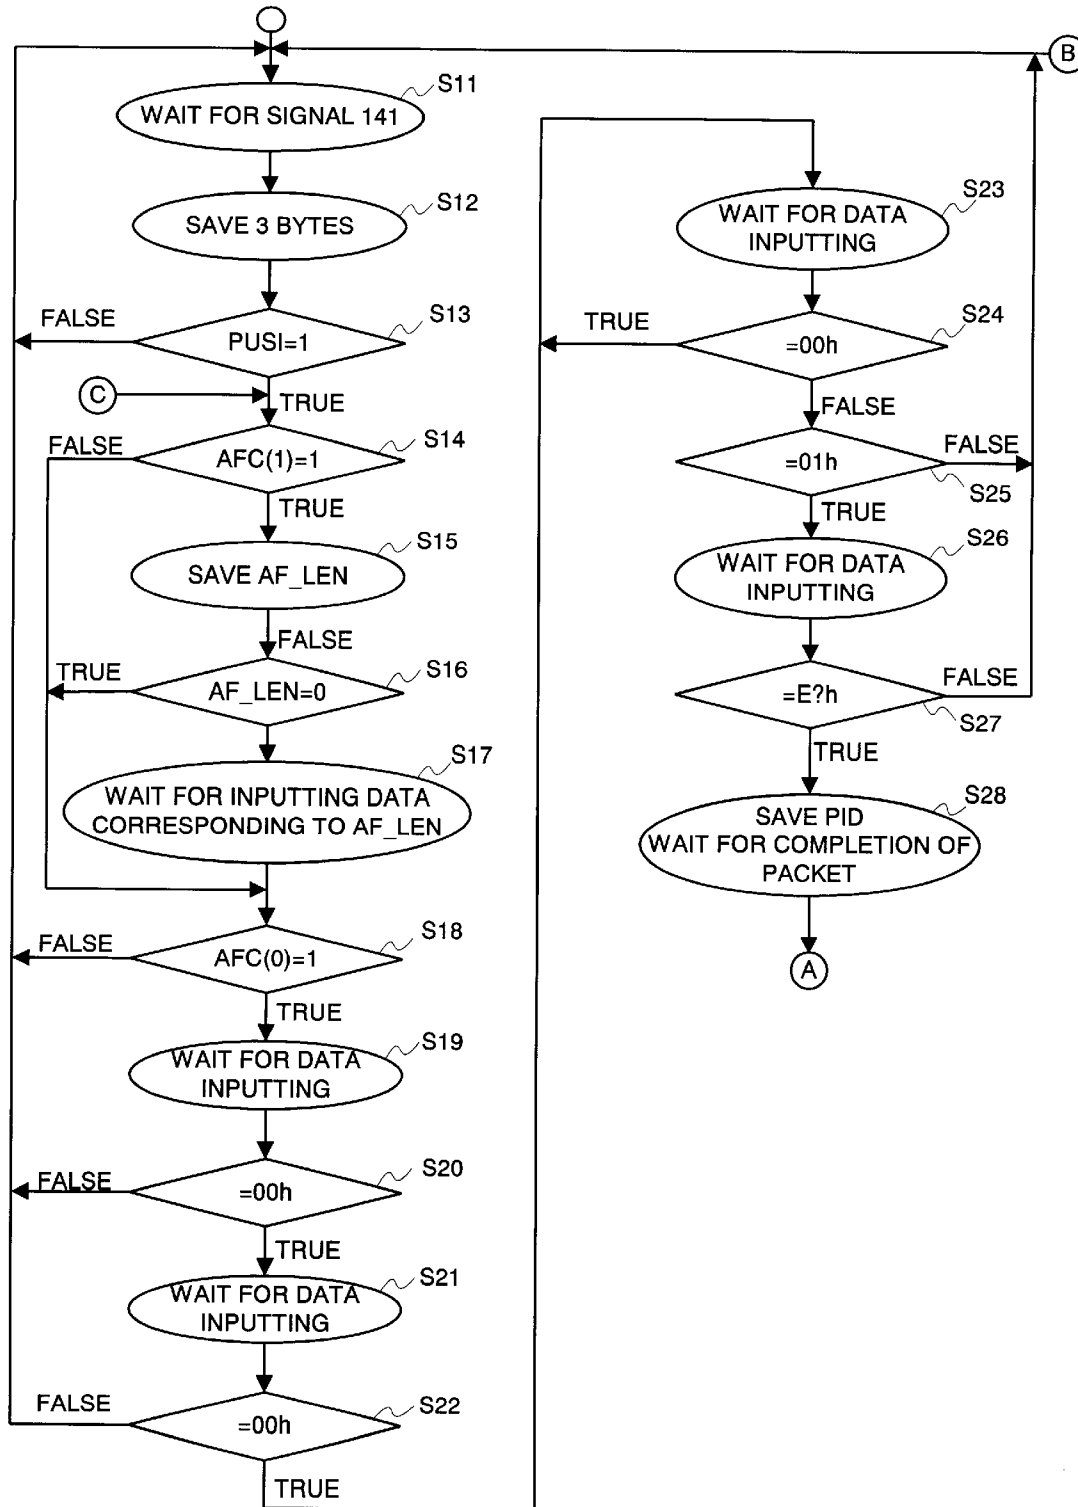 S11
WAIT FOR SIGNAL 141
S12
SAVE 3 BYTES
S13
FALSE
PUSI=1
C
TRUE
S14
FALSE
AFC(1)=1
TRUE
S15
SAVE AF_LEN
FALSE
S16
TRUE
AF_LEN=0
S17
WAIT FOR INPUTTING DATA
CORRESPONDING TO AF_LEN
S18
FALSE
AFC(0)=1
TRUE
S19
WAIT FOR DATA
INPUTTING
S20
FALSE
=00h
TRUE
S21
WAIT FOR DATA
INPUTTING
S22
FALSE
=00h
TRUE
B
S23
WAIT FOR DATA
INPUTTING
S24
TRUE
=00h
FALSE
=01h
FALSE
S25
TRUE
S26
WAIT FOR DATA
INPUTTING
=E?h
FALSE
S27
TRUE
S28
SAVE PID
WAIT FOR COMPLETION OF
PACKET
A